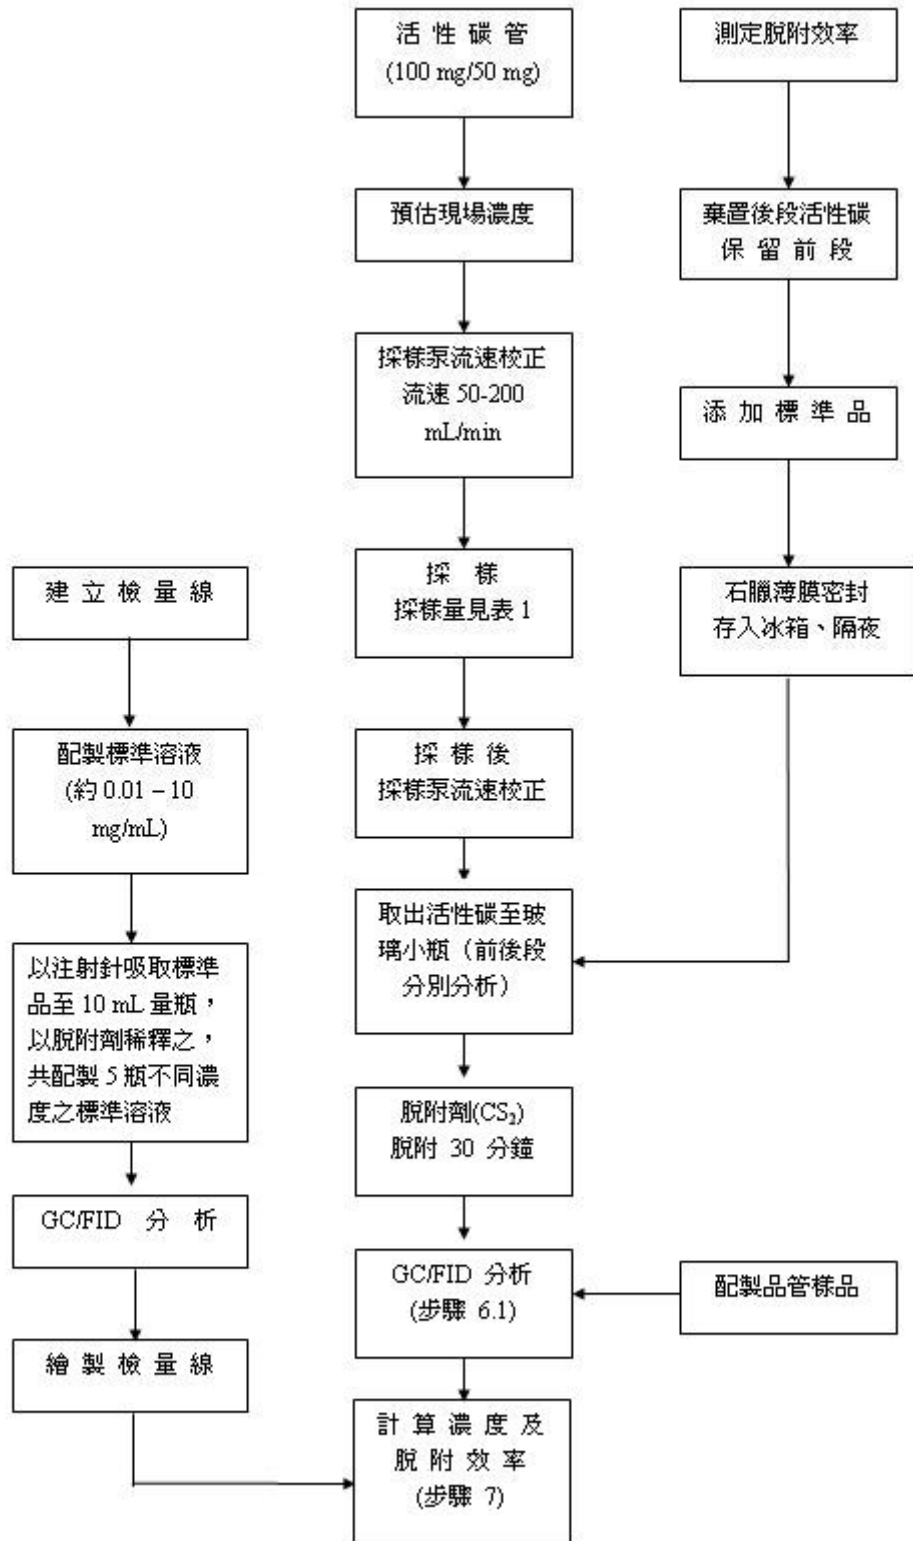 活 性 碳 管
(100 mg/50 mg)
預估現場濃度
採樣泵流速校正
流速 50-200
mL/min
採 樣
採樣量見表 1
採 樣 後
採樣泵流速校正
取出活性碳至玻
璃小瓶（前後段
分別分析）
脫附劑(CS₂)
脫附 30 分鐘
GC/FID 分析
(步驟 6.1)
計 算 濃 度 及
脫 附 效 率
(步驟 7)
測定脫附效率
棄置後段活性碳
保 留 前 段
添 加 標 準 品
石臘薄膜密封
存入冰箱、隔夜
配製品管樣品
建 立 檢 量 線
配製標準溶液
(約 0.01 – 10
mg/mL)
以注射針吸取標準
品至 10 mL 量瓶，
以脫附劑稀釋之，
共配製 5 瓶不同濃
度之標準溶液
GC/FID 分 析
繪 製 檢 量 線